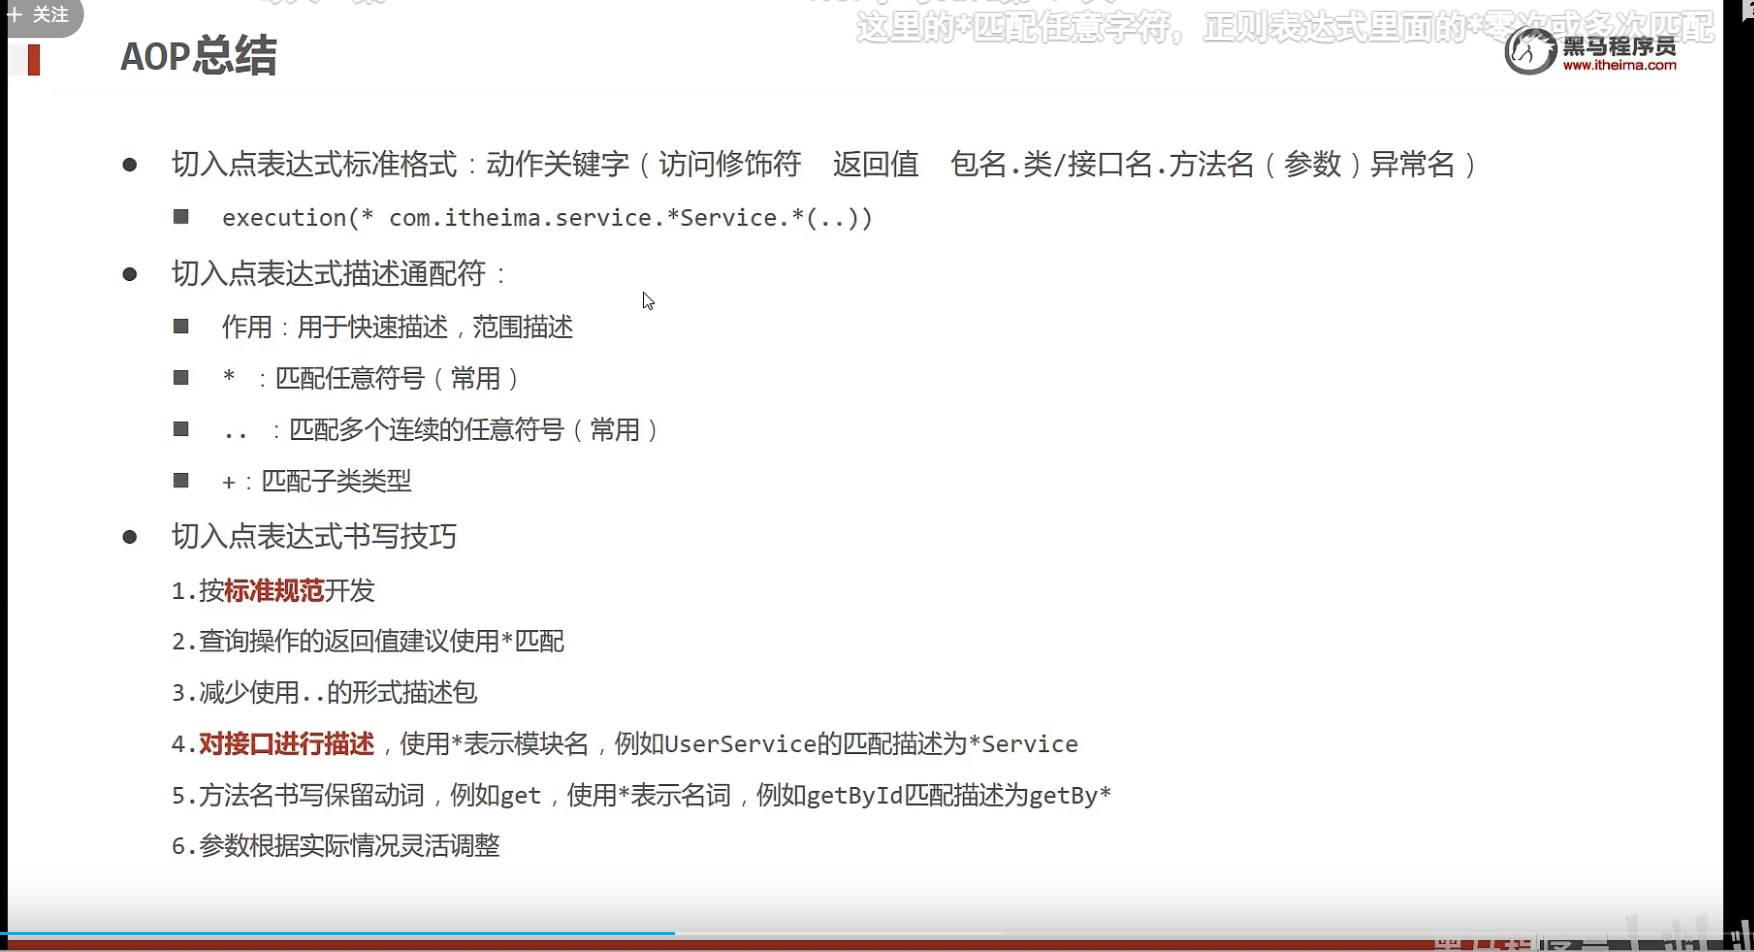 + 关注
这里的*匹配任意字符，正则表达式里面的*零次或多次匹配
AOP总结
黑马程序员
www.itheima.com
切入点表达式标准格式：动作关键字（访问修饰符 返回值 包名.类/接口名.方法名（参数）异常名）
execution(* com.itheima.service.*Service.*(..))
切入点表达式描述通配符：
作用：用于快速描述，范围描述
* ：匹配任意符号（常用）
.. ：匹配多个连续的任意符号（常用）
+：匹配子类类型
切入点表达式书写技巧
1.按标准规范开发
2.查询操作的返回值建议使用*匹配
3.减少使用..的形式描述包
4.对接口进行描述，使用*表示模块名，例如UserService的匹配描述为*Service
5.方法名书写保留动词，例如get，使用*表示名词，例如getById匹配描述为getBy*
6.参数根据实际情况灵活调整